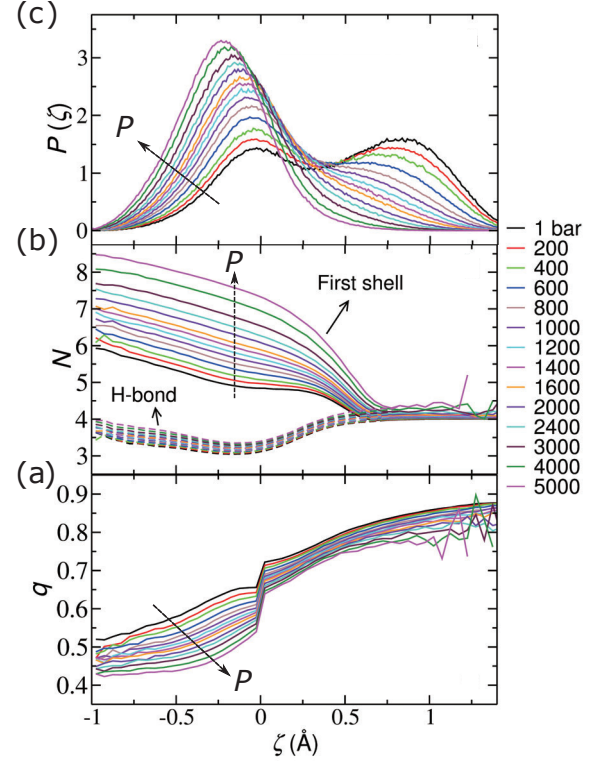 (c)
P (ζ)
3
2
1
0
P
(b)
N
8
7
6
5
4
3
P
First shell
H-bond
(a)
q
0.9
0.8
0.7
0.6
0.5
0.4
P
-1
-0.5
0
0.5
1
ζ (Å)
1 bar
200
400
600
800
1000
1200
1400
1600
2000
2400
3000
4000
5000